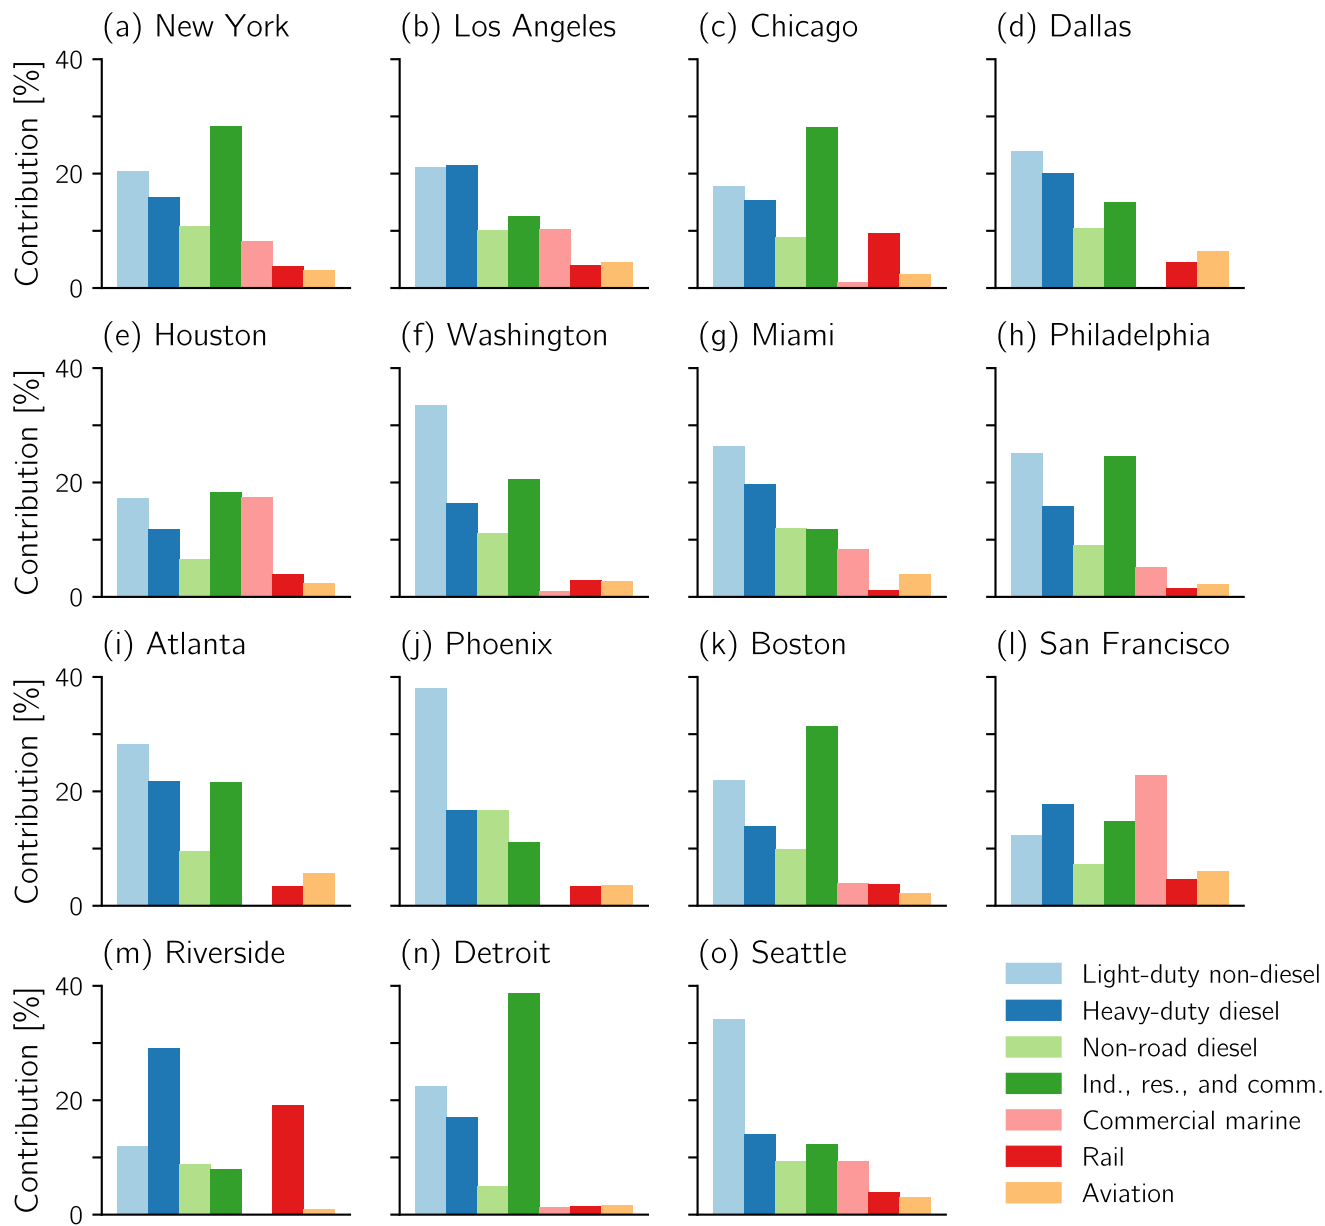 (a) New York
(b) Los Angeles
(c) Chicago
(d) Dallas
Contribution [%]
40
20
0
(e) Houston
(f) Washington
(g) Miami
(h) Philadelphia
Contribution [%]
40
20
0
(i) Atlanta
(j) Phoenix
(k) Boston
(l) San Francisco
Contribution [%]
40
20
0
(m) Riverside
(n) Detroit
(o) Seattle
Contribution [%]
40
20
0
Light-duty non-diesel
Heavy-duty diesel
Non-road diesel
Ind., res., and comm.
Commercial marine
Rail
Aviation